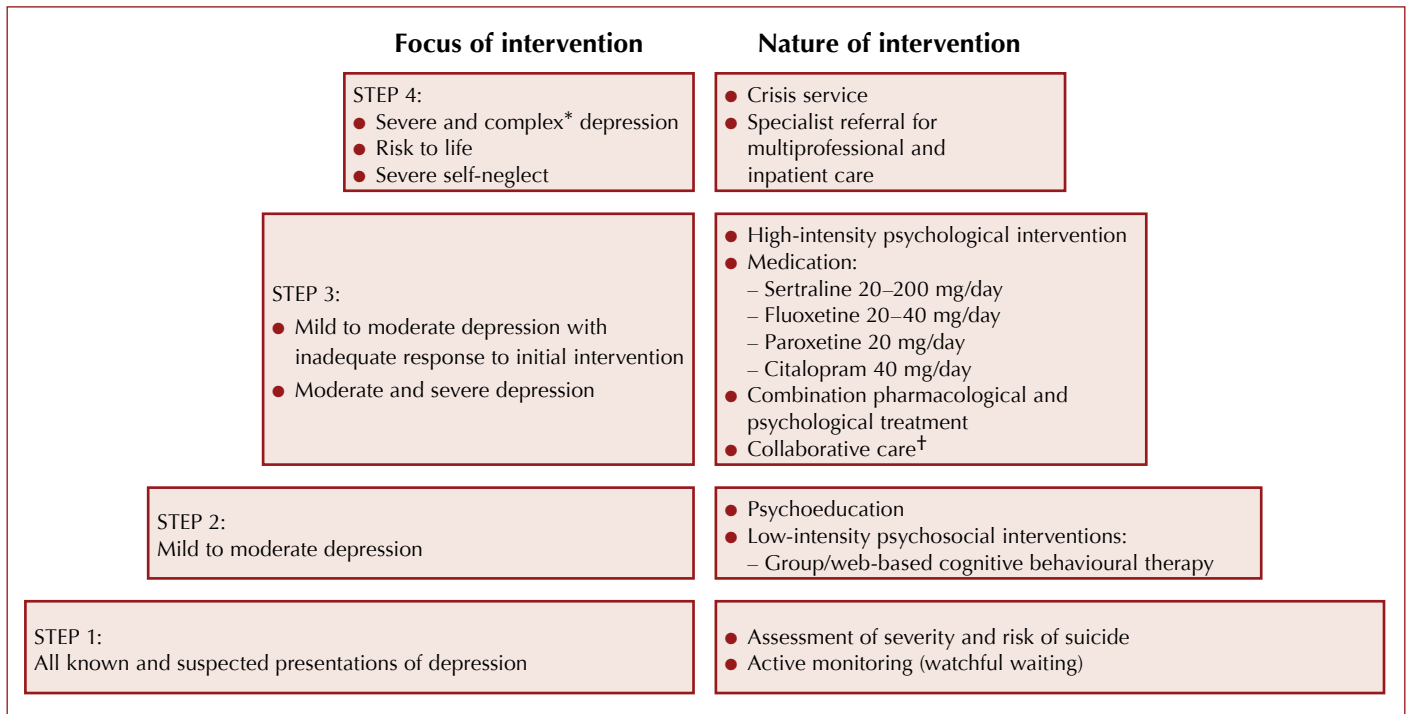 Focus of intervention
Nature of intervention
STEP 4:
● Severe and complex* depression
● Risk to life
● Severe self-neglect
● Crisis service
● Specialist referral for
multiprofessional and
inpatient care
STEP 3:
● Mild to moderate depression with
inadequate response to initial intervention
● Moderate and severe depression
● High-intensity psychological intervention
● Medication:
– Sertraline 20–200 mg/day
– Fluoxetine 20–40 mg/day
– Paroxetine 20 mg/day
– Citalopram 40 mg/day
● Combination pharmacological and
psychological treatment
● Collaborative care†
STEP 2:
Mild to moderate depression
● Psychoeducation
● Low-intensity psychosocial interventions:
– Group/web-based cognitive behavioural therapy
STEP 1:
All known and suspected presentations of depression
● Assessment of severity and risk of suicide
● Active monitoring (watchful waiting)